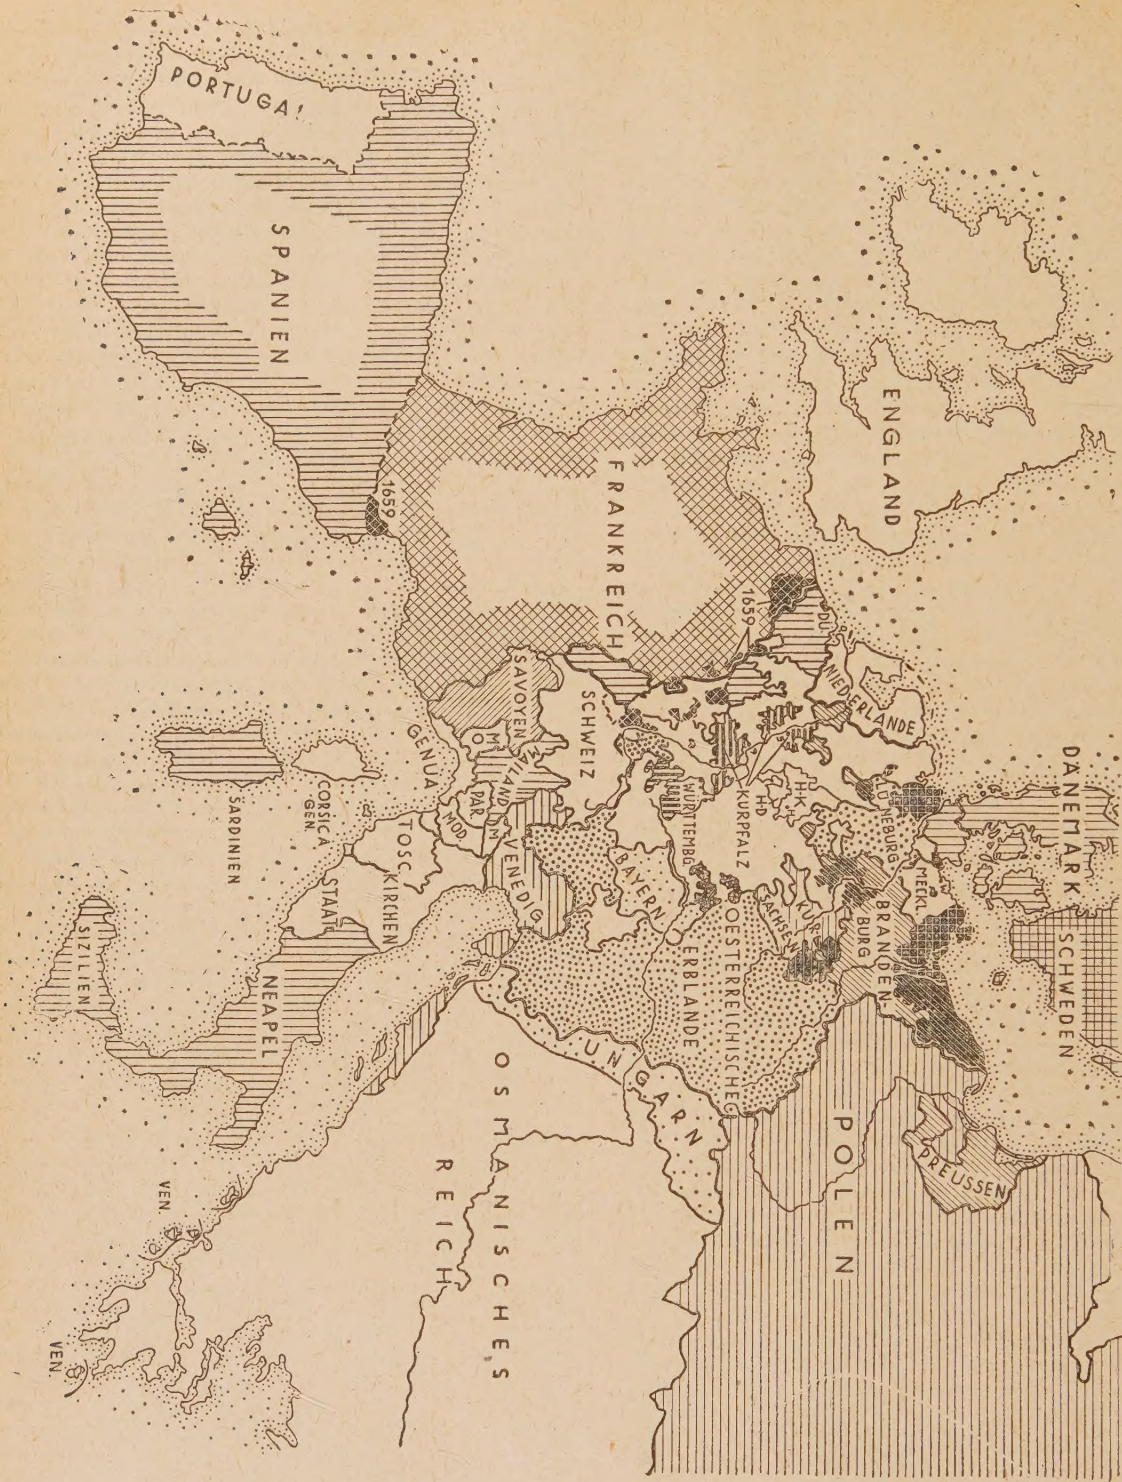 PORTUGAL
SPANIEN
1659
FRANKREICH
ENGLAND
1659
NIEDERLANDE
DÄNEMARK
SCHWEDEN
SAVOYEN
SCHWEIZ
MAILAND
M
O
GENUA
PAR.
MOD
M
TOSC.
KIRCHEN
STAAT
CORSICA
GEN.
SARDINIEN
SIZILIEN
NEAPEL
VENEDIG
WÜRTTEMBG
BAYERN
KURPFALZ
H-D
H-K
LÜNEBURG
MECKL
BRANDEN-
BURG
KUR-
SACHSEN
OESTERREICHISCHE
ERBLANDE
UNGARN
POLEN
PREUSSEN
OSMANISCHES
REICH
VEN.
VEN.